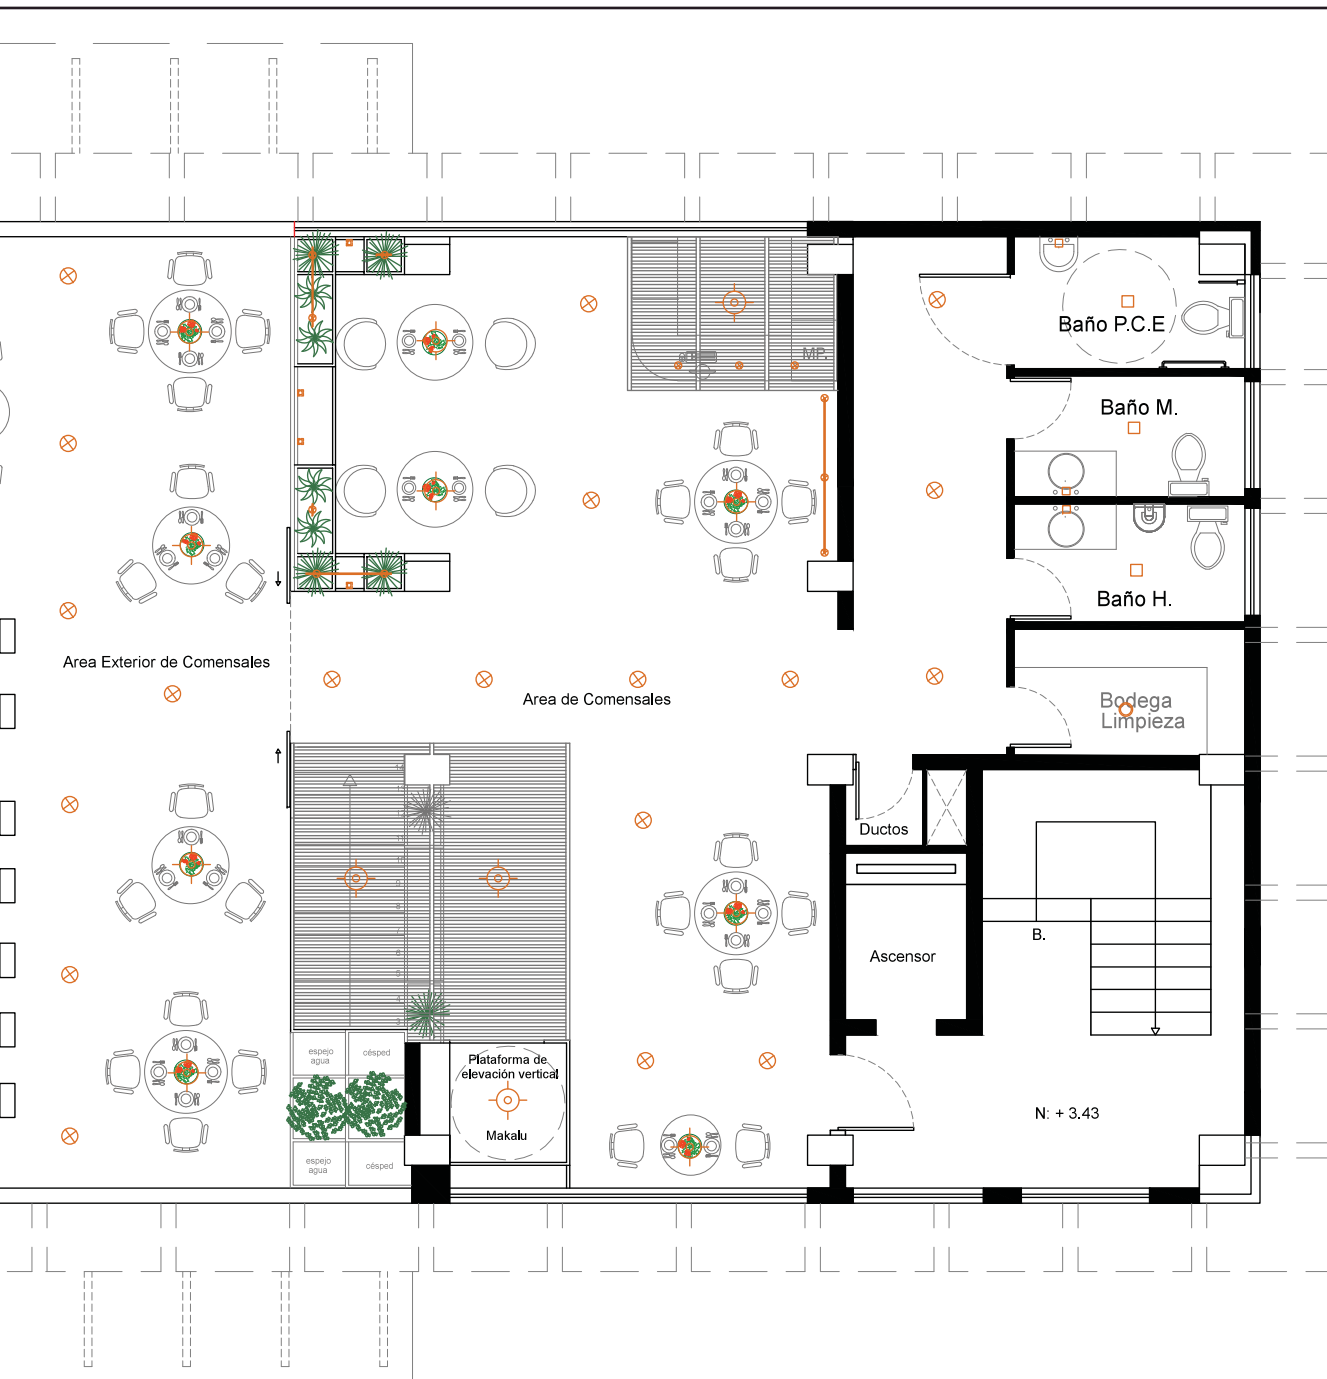 MP.
Baño P.C.E
Baño M.
Baño H.
Area Exterior de Comensales
Area de Comensales
Bodega
Limpieza
Ductos
Ascensor
B.
espejo
agua
césped
Plataforma de
elevación vertical
Makalu
N: + 3.43
espejo
agua
césped